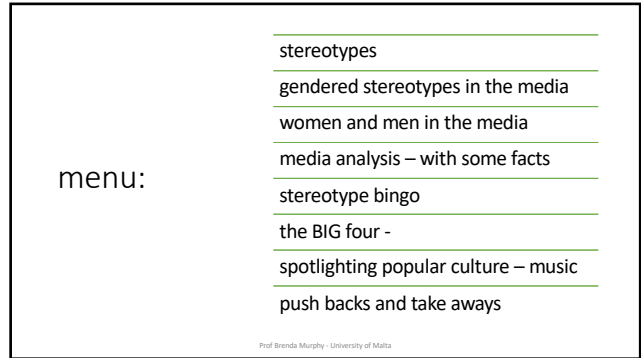 menu:
stereotypes
gendered stereotypes in the media
women and men in the media
media analysis – with some facts
stereotype bingo
the BIG four -
spotlighting popular culture – music
push backs and take aways
Prof Brenda Murphy - University of Malta